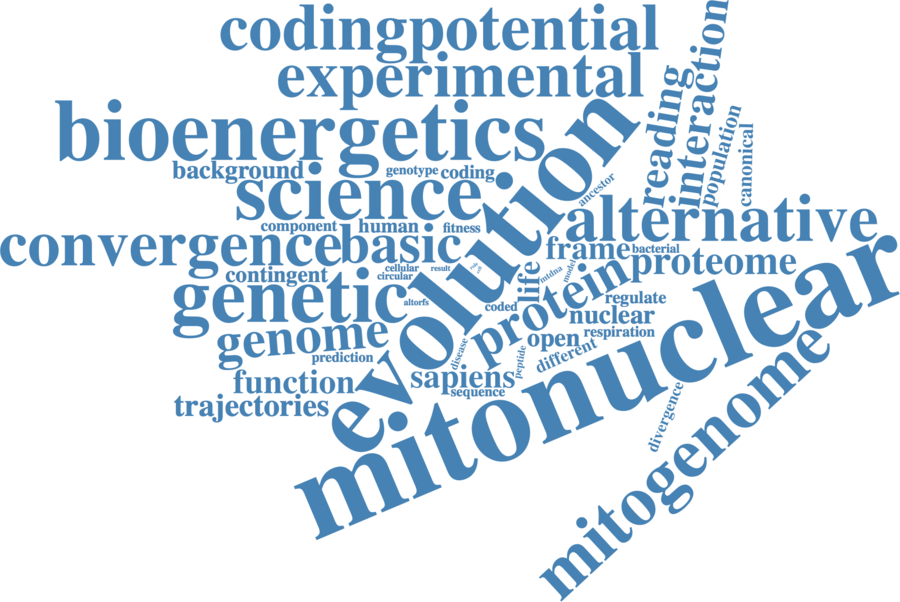 codingpotential
experimental
reading
interaction
bioenergetics
evolution
population
canonical
background
genotype
coding
science
ancestor
component
human
fitness
alternative
convergence
basic
frame
bacterial
contingent
cellular
result
circular
life
mtdna
model
protein
proteome
genetic
altorfs
coded
regulate
nuclear
genome
open
respiration
prediction
disease
peptide
different
mitonuclear
function
sapiens
sequence
trajectories
divergence
mitogenome